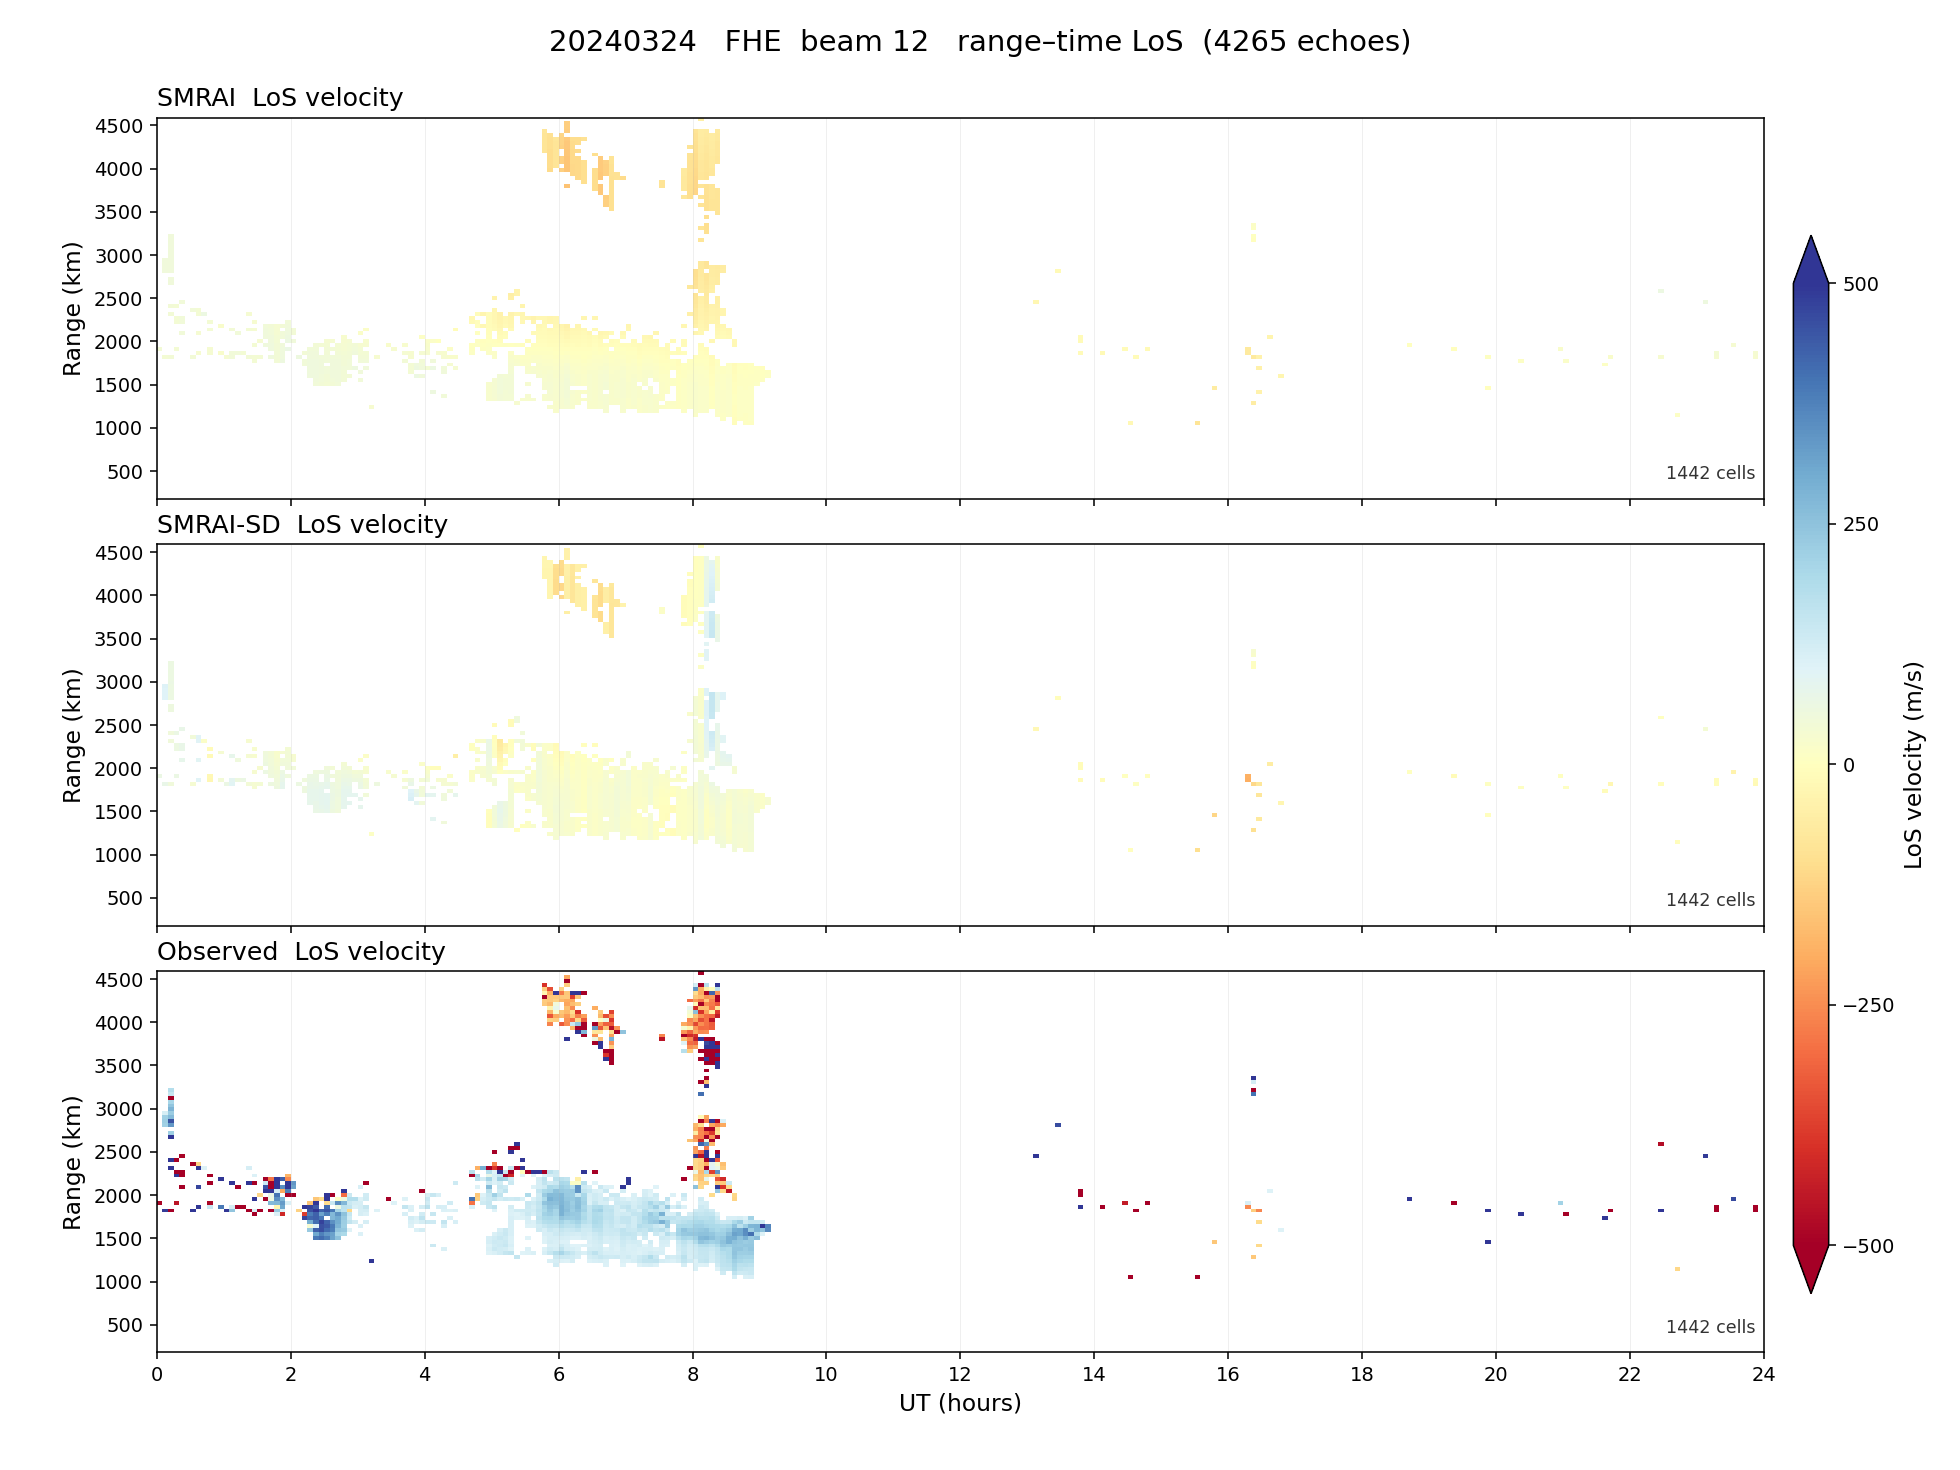 20240324   FHE  beam 12   range–time LoS  (4265 echoes)
SMRAI  LoS velocity
4500
4000
3500
3000
2500
2000
1500
1000
500
Range (km)
1442 cells
SMRAI-SD  LoS velocity
4500
4000
3500
3000
2500
2000
1500
1000
500
Range (km)
1442 cells
Observed  LoS velocity
4500
4000
3500
3000
2500
2000
1500
1000
500
Range (km)
1442 cells
0 2 4 6 8 10 12 14 16 18 20 22 24
UT (hours)
500
250
0
−250
−500
LoS velocity (m/s)